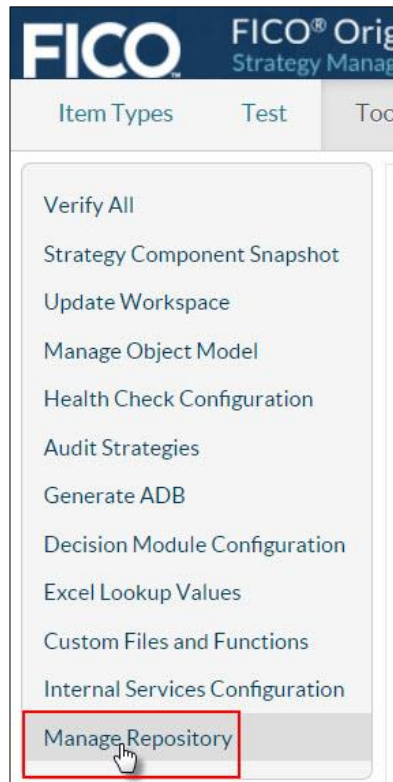 FICO™
FICO® Orig
Strategy Manag
Item Types Test Too
Verify All
Strategy Component Snapshot
Update Workspace
Manage Object Model
Health Check Configuration
Audit Strategies
Generate ADB
Decision Module Configuration
Excel Lookup Values
Custom Files and Functions
Internal Services Configuration
Manage Repository